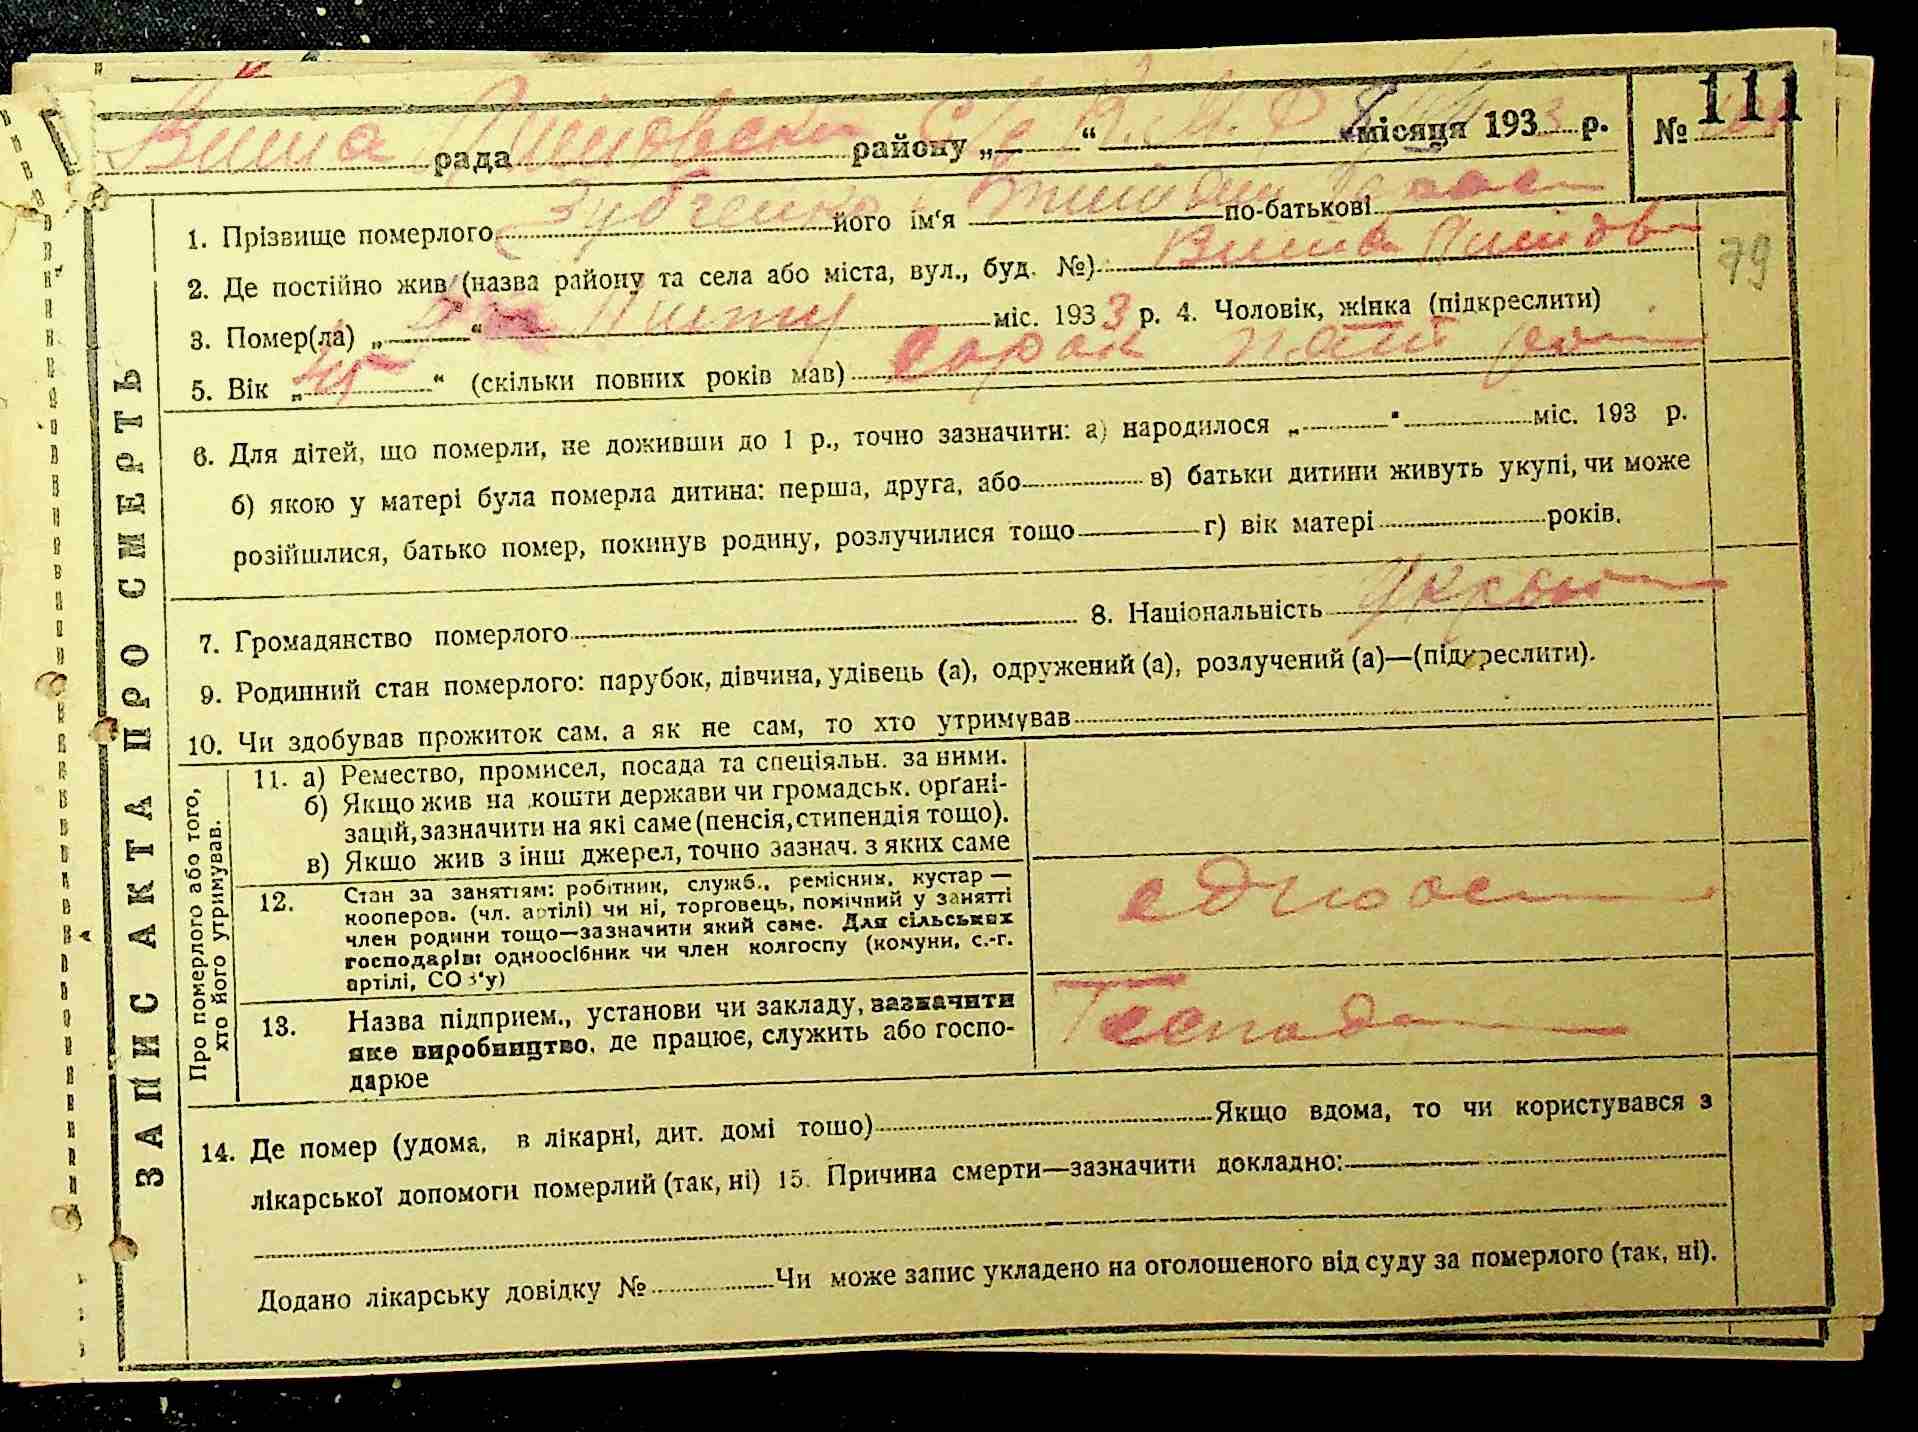 111
рада району „ “ місяця 1933 р. №
ЗАПИС АКТА ПРО СМЕРТЬ
1. Прізвище померлого Зубченко його ім‘я по-батькові
2. Де постійно жив (назва району та села або міста, вул., буд. №)
79
3. Помер(ла) „ “ міс. 1933 р. 4. Чоловік, жінка (підкреслити)
5. Вік „45“ (скільки повних років мав) сорок пять
6. Для дітей, що померли, не доживши до 1 р., точно зазначити: а) народилося „ “ міс. 193 р.
б) якою у матері була померла дитина: перша, друга, або в) батьки дитини живуть укупі, чи може
розійшлися, батько помер, покинув родину, розлучилися тощо г) вік матері років.
7. Громадянство померлого 8. Національність
9. Родинний стан померлого: парубок, дівчина, удівець (а), одружений (а), розлучений (а)—(підкреслити).
10. Чи здобував прожиток сам. а як не сам, то хто утримував
Про померлого або того,
хто його утримував.
11. а) Ремество, промисел, посада та спеціяльн. за ними.
б) Якщо жив на кошти держави чи громадськ. орґані-
зацій, зазначити на які саме (пенсія, стипендія тощо).
в) Якшо жив з інш джерел, точно зазнач. з яких саме
12. Стан за заняттям: робітник, служб., ремісник, кустар —
кооперов. (чл. артілі) чи ні, торговець, помічний у занятті
член родини тощо—зазначити який саме. Для сільських
господарів: одноосібник чи член колгоспу (комуни, с.-г.
артілі, СОЗ‘у)
одноос
13. Назва підприєм., установи чи закладу, зазначити
яке виробництво, де працює, служить або госпо-
дарює
Господа
14. Де помер (удома, в лікарні, дит. домі тошо) Якщо вдома, то чи користувався з
лікарської допомоги померлий (так, ні) 15. Причина смерти—зазначити докладно:
Додано лікарську довідку № Чи може запис укладено на оголошеного від суду за померлого (так, ні).